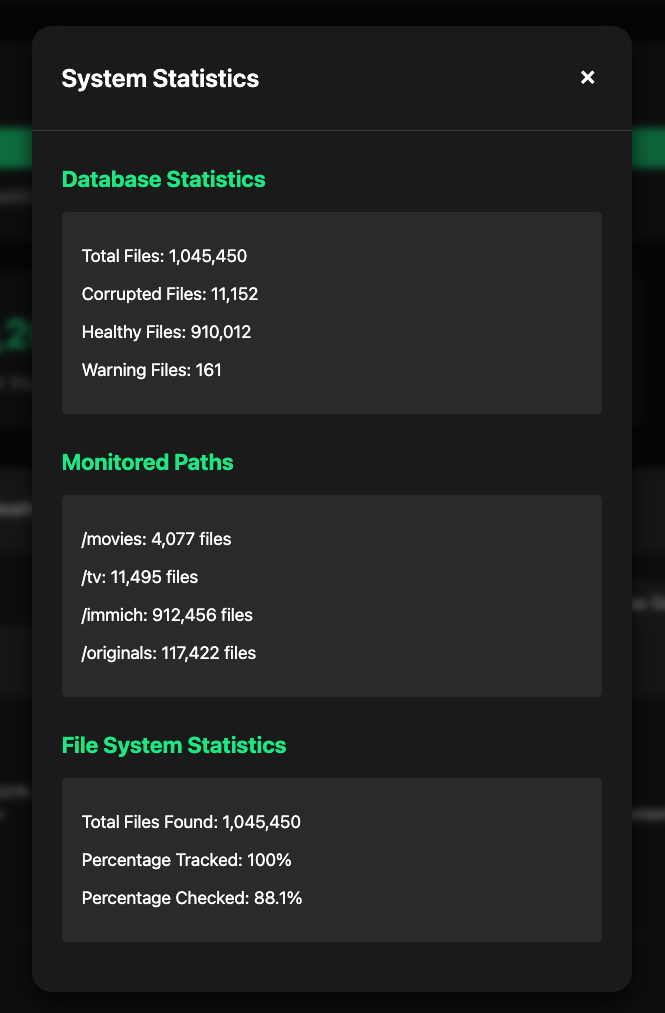 System Statistics ×
Database Statistics
Total Files: 1,045,450
Corrupted Files: 11,152
Healthy Files: 910,012
Warning Files: 161
Monitored Paths
/movies: 4,077 files
/tv: 11,495 files
/immich: 912,456 files
/originals: 117,422 files
File System Statistics
Total Files Found: 1,045,450
Percentage Tracked: 100%
Percentage Checked: 88.1%